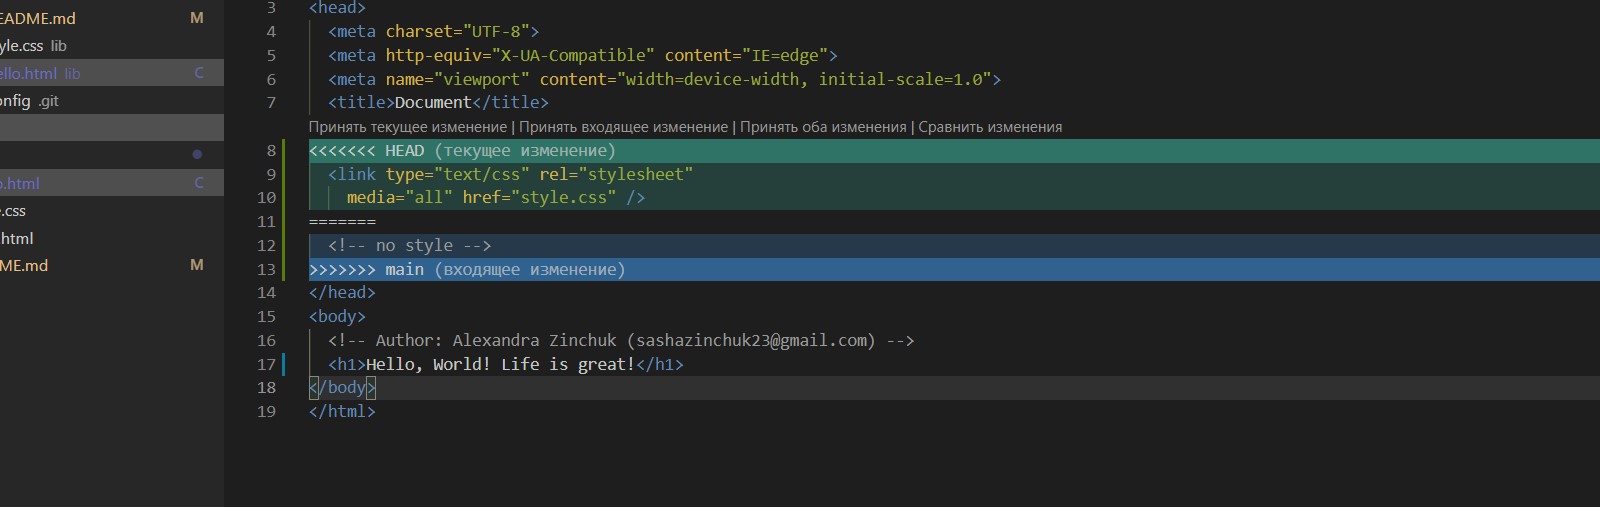 EADME.md M
yle.css lib
ello.html lib C
onfig .git
o.html C
e.css
.html
ME.md M
3 <head>
4 <meta charset="UTF-8">
5 <meta http-equiv="X-UA-Compatible" content="IE=edge">
6 <meta name="viewport" content="width=device-width, initial-scale=1.0">
7 <title>Document</title>
Принять текущее изменение | Принять входящее изменение | Принять оба изменения | Сравнить изменения
8 <<<<<<< HEAD (текущее изменение)
9 <link type="text/css" rel="stylesheet"
10 media="all" href="style.css" />
11 =======
12 <!-- no style -->
13 >>>>>>> main (входящее изменение)
14 </head>
15 <body>
16 <!-- Author: Alexandra Zinchuk (sashazinchuk23@gmail.com) -->
17 <h1>Hello, World! Life is great!</h1>
18 </body>
19 </html>